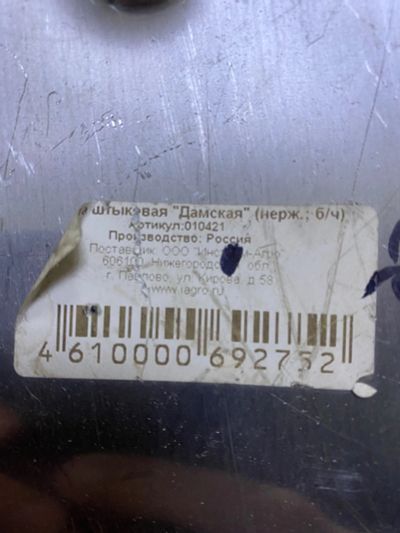 штыковая "Дамская" (нерж.; б/ч)
Артикул:010421
Производство: Россия
Поставщик: ООО
606100, Нижегородская обл.,
г. Павлово, ул. Кирова, д.58
www.iagro.ru
4 610000 692752